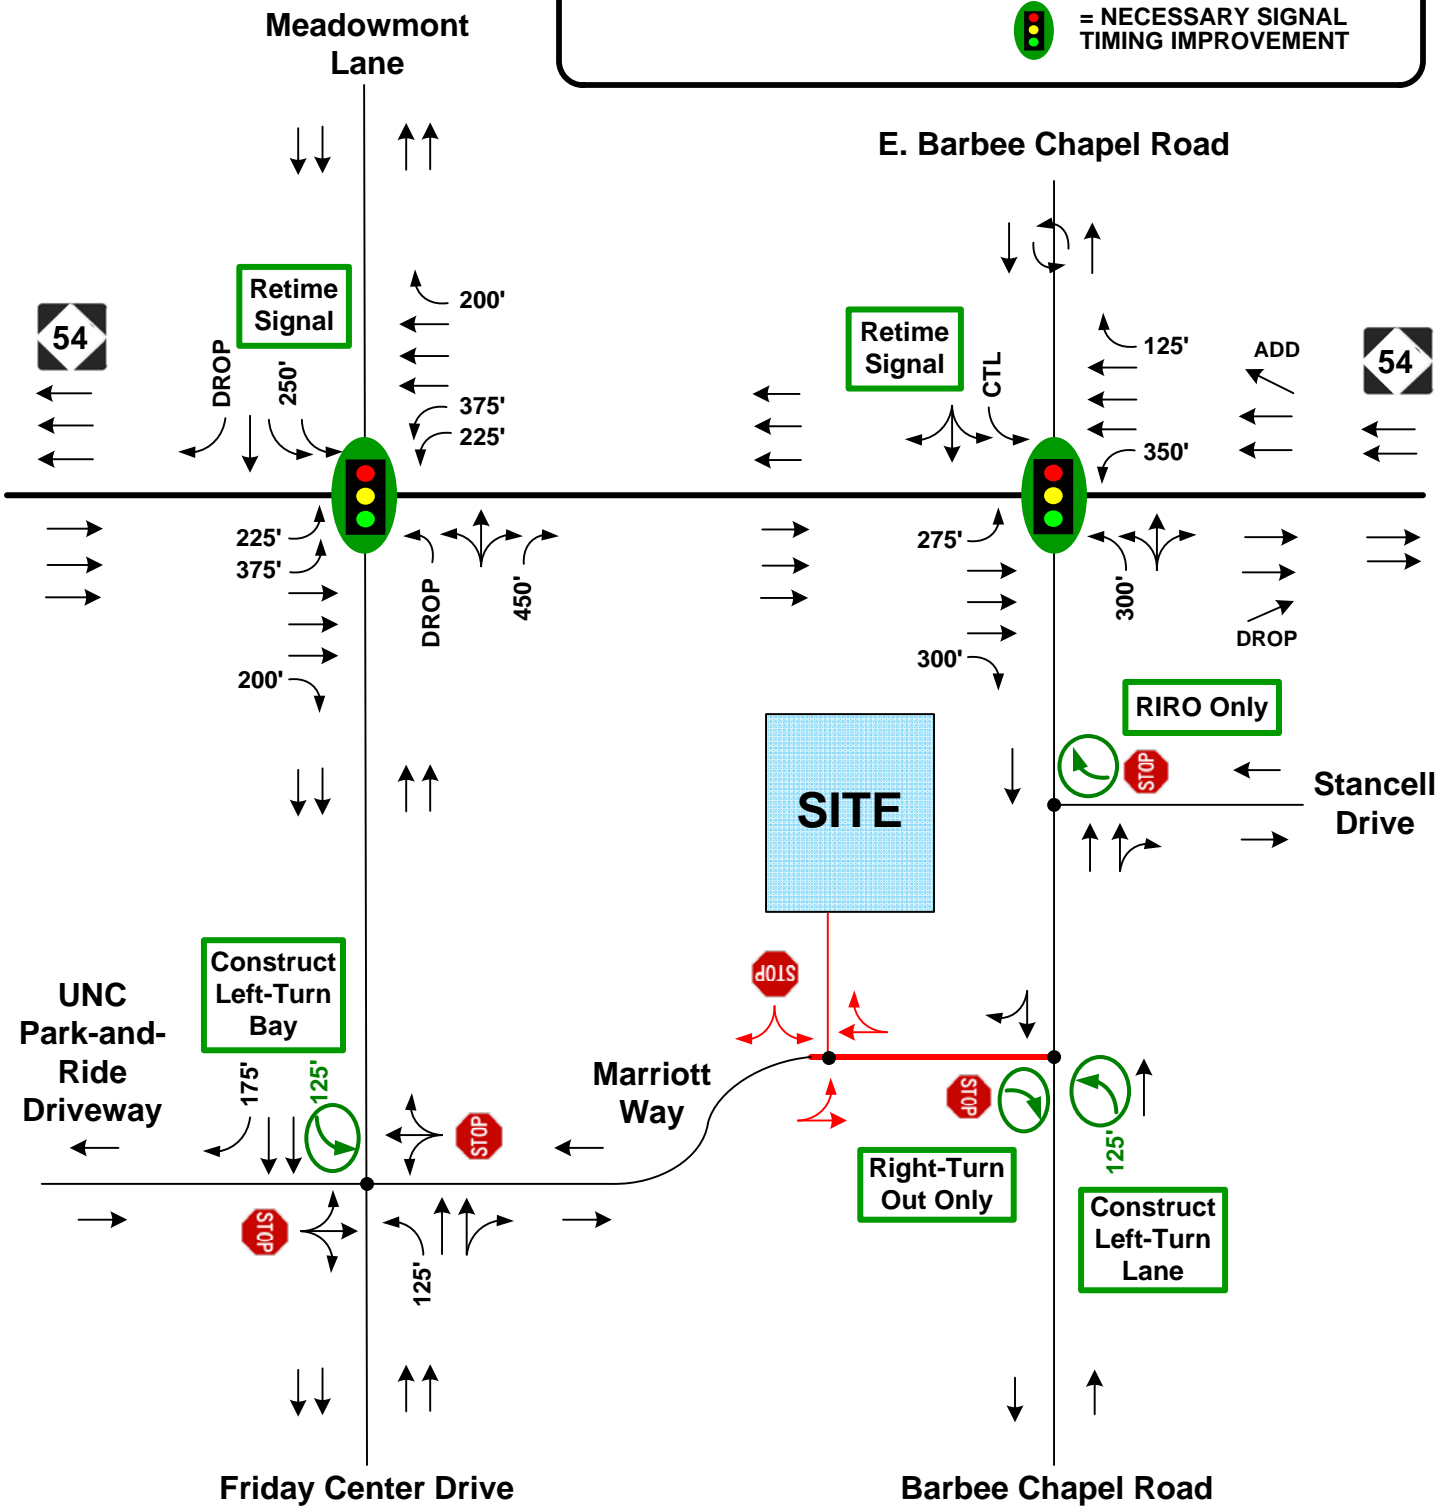 Meadowmont
Lane
= NECESSARY SIGNAL
TIMING IMPROVEMENT
E. Barbee Chapel Road
Retime
Signal
200'
54
DROP
250'
375'
225'
Retime
Signal
CTL
125'
ADD
54
350'
225'
375'
DROP
450'
200'
275'
300'
300'
DROP
RIRO Only
STOP
Stancell
Drive
SITE
Construct
Left-Turn
Bay
UNC
Park-and-
Ride
Driveway
175'
125'
STOP
STOP
Marriott
Way
STOP
125'
Right-Turn
Out Only
Construct
Left-Turn
Lane
STOP
125'
Friday Center Drive
Barbee Chapel Road